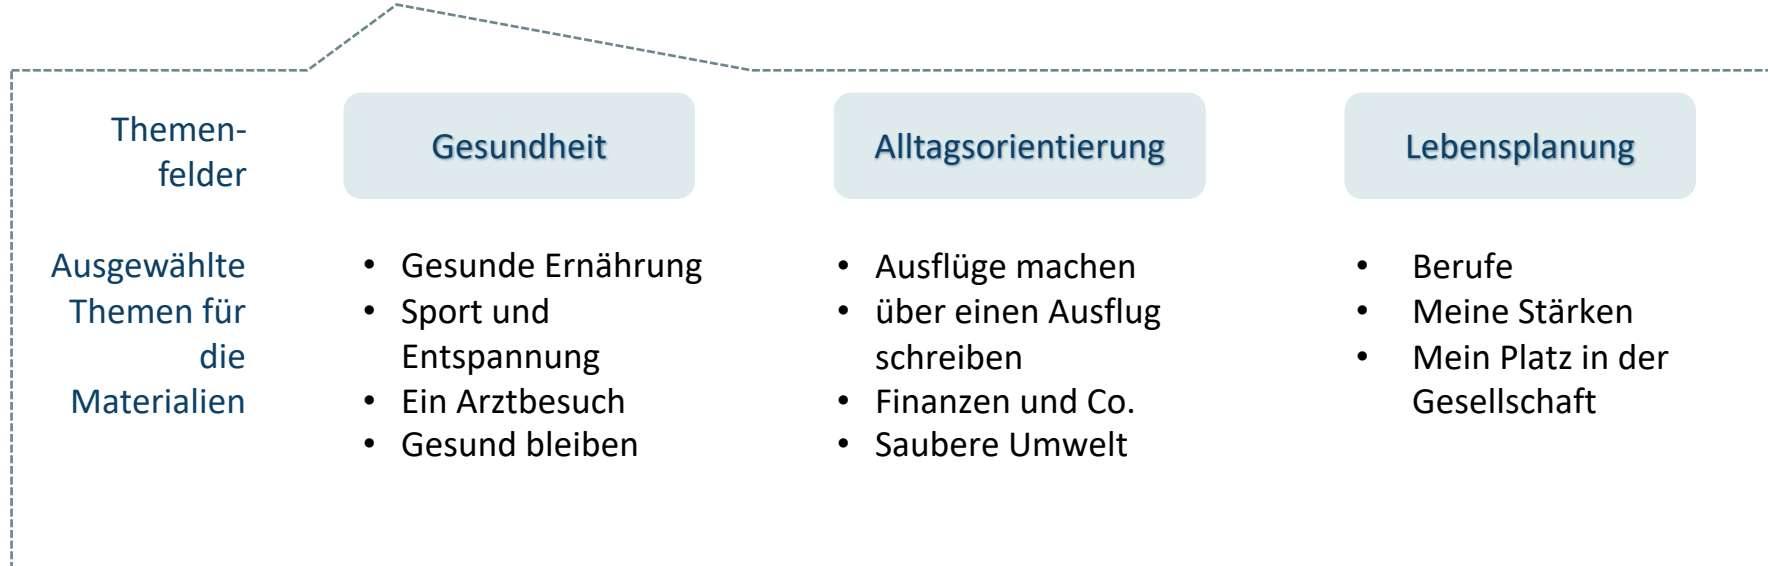 Themen-
felder
Gesundheit
Alltagsorientierung
Lebensplanung
Ausgewählte
Themen für
die
Materialien
• Gesunde Ernährung
• Sport und
Entspannung
• Ein Arztbesuch
• Gesund bleiben
• Ausflüge machen
• über einen Ausflug
schreiben
• Finanzen und Co.
• Saubere Umwelt
• Berufe
• Meine Stärken
• Mein Platz in der
Gesellschaft